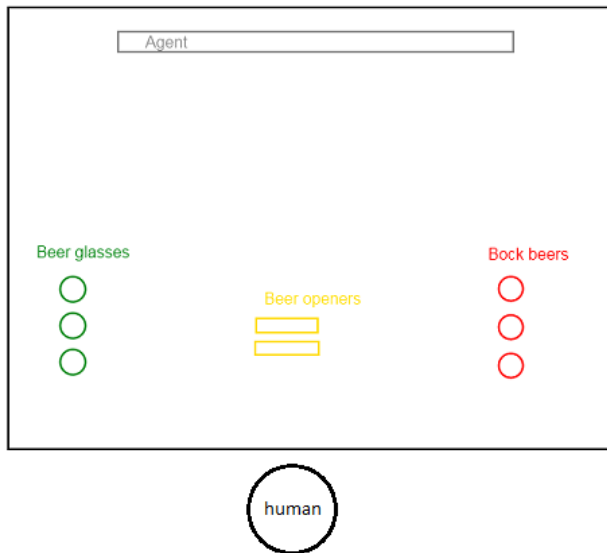 Agent
Beer glasses
Bock beers
Beer openers
human